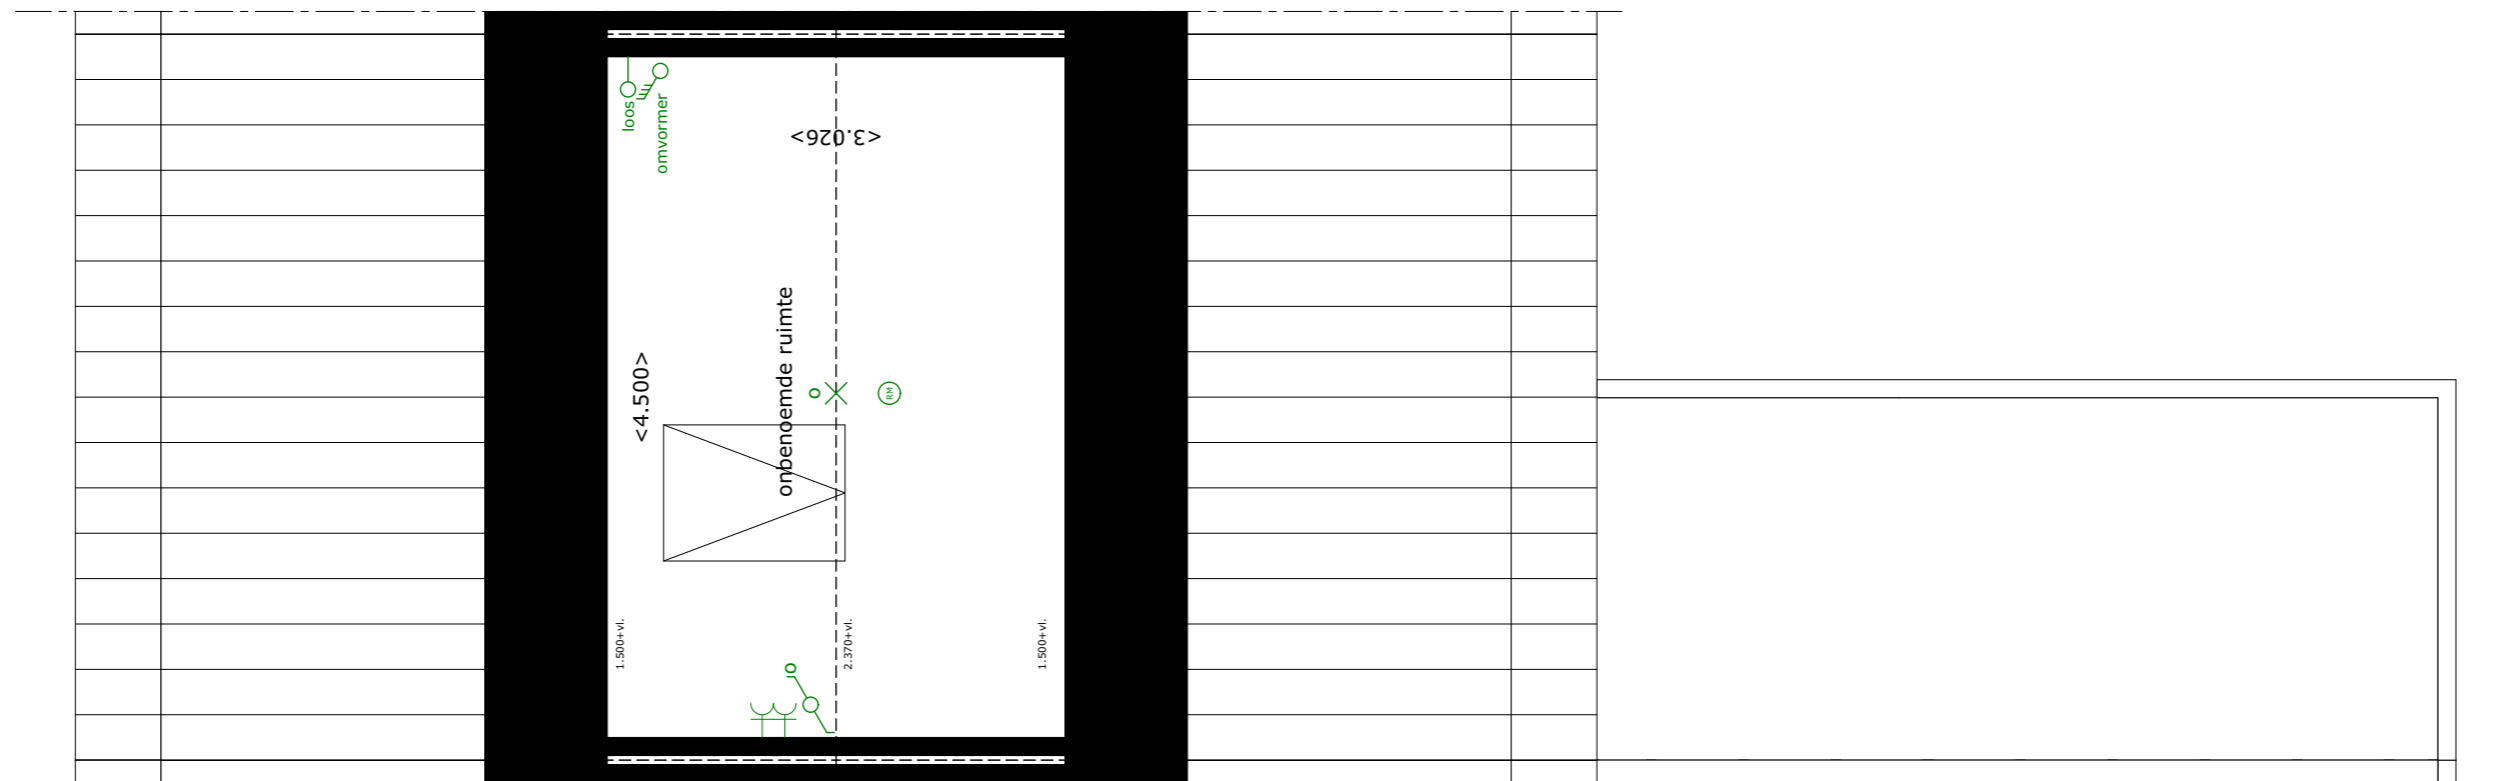 loos
omvormer
<3.026>
onbenoemde ruimte
<4.500>
o
RM
1.500+vl.
2.370+vl.
1.500+vl.
o